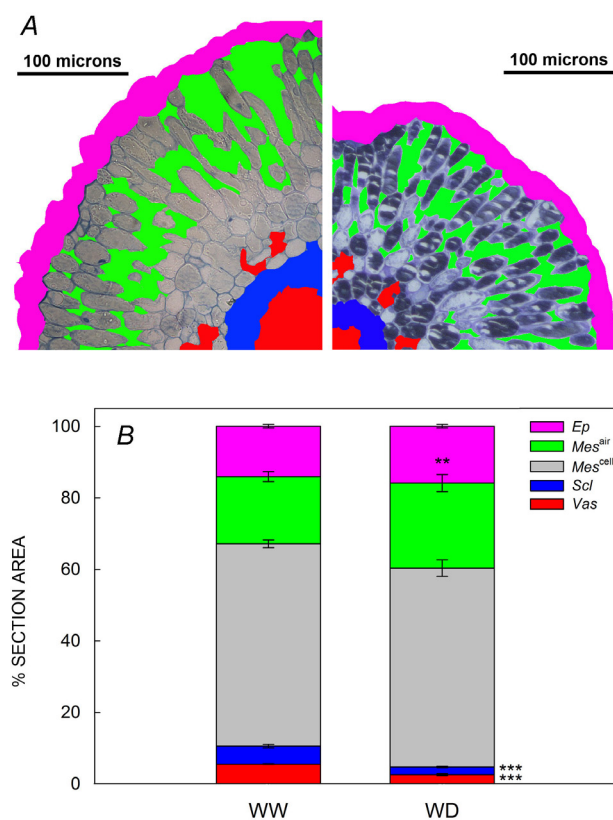 A
100 microns
100 microns
B
% SECTION AREA
100
80
60
40
20
0
**
***
***
Ep
Mes^air
Mes^cell
Scl
Vas
WW
WD